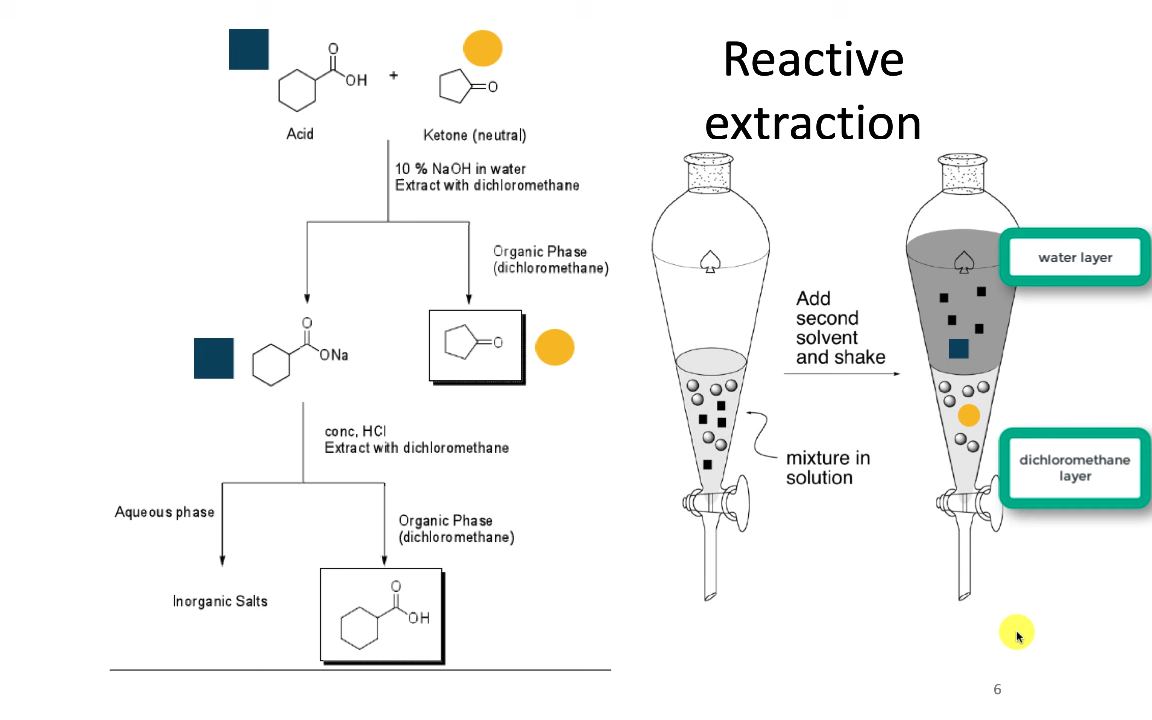 Reactive
extraction
O
OH
+
O
Acid
Ketone (neutral)
10 % NaOH in water
Extract with dichloromethane
Organic Phase
(dichloromethane)
O
ONa
O
conc, HCl
Extract with dichloromethane
Aqueous phase
Organic Phase
(dichloromethane)
Inorganic Salts
O
OH
Add
second
solvent
and shake
mixture in
solution
water layer
dichloromethane
layer
6